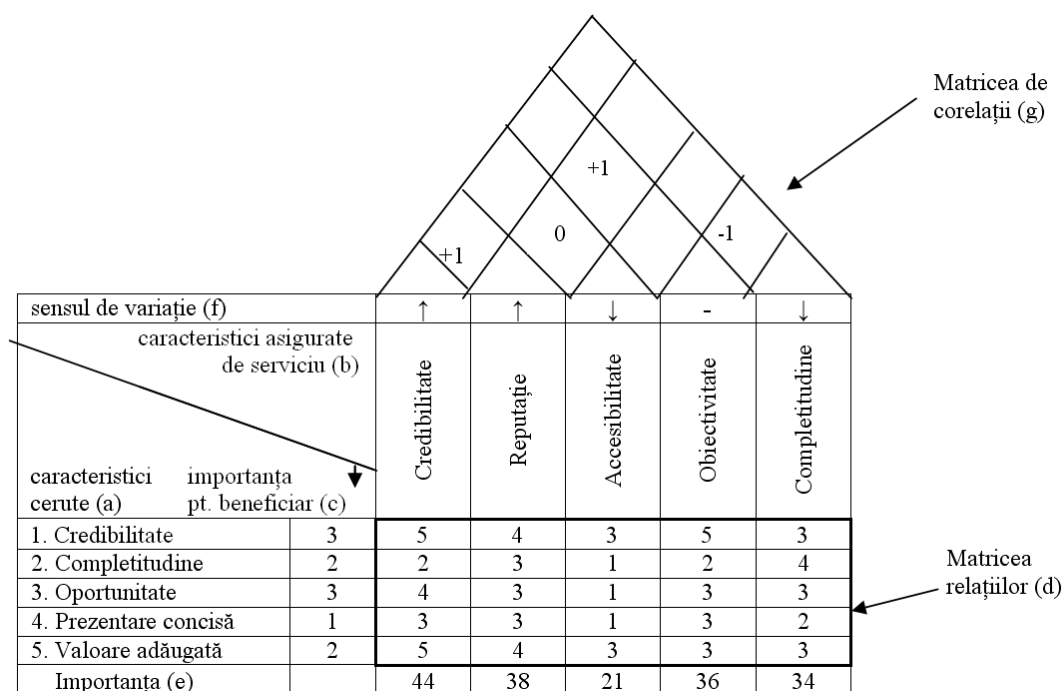 Matricea de
corelații (g)
+1
+1
0
-1
sensul de variație (f) ↑ ↑ ↓ - ↓
caracteristici asigurate
de serviciu (b)
Credibilitate
Reputație
Accesibilitate
Obiectivitate
Completitudine
caracteristici importanța
cerute (a) pt. beneficiar (c)
1. Credibilitate 3 5 4 3 5 3
2. Completitudine 2 2 3 1 2 4
3. Oportunitate 3 4 3 1 3 3
4. Prezentare concisă 1 3 3 1 3 2
5. Valoare adăugată 2 5 4 3 3 3
Importanța (e) 44 38 21 36 34
Matricea
relațiilor (d)